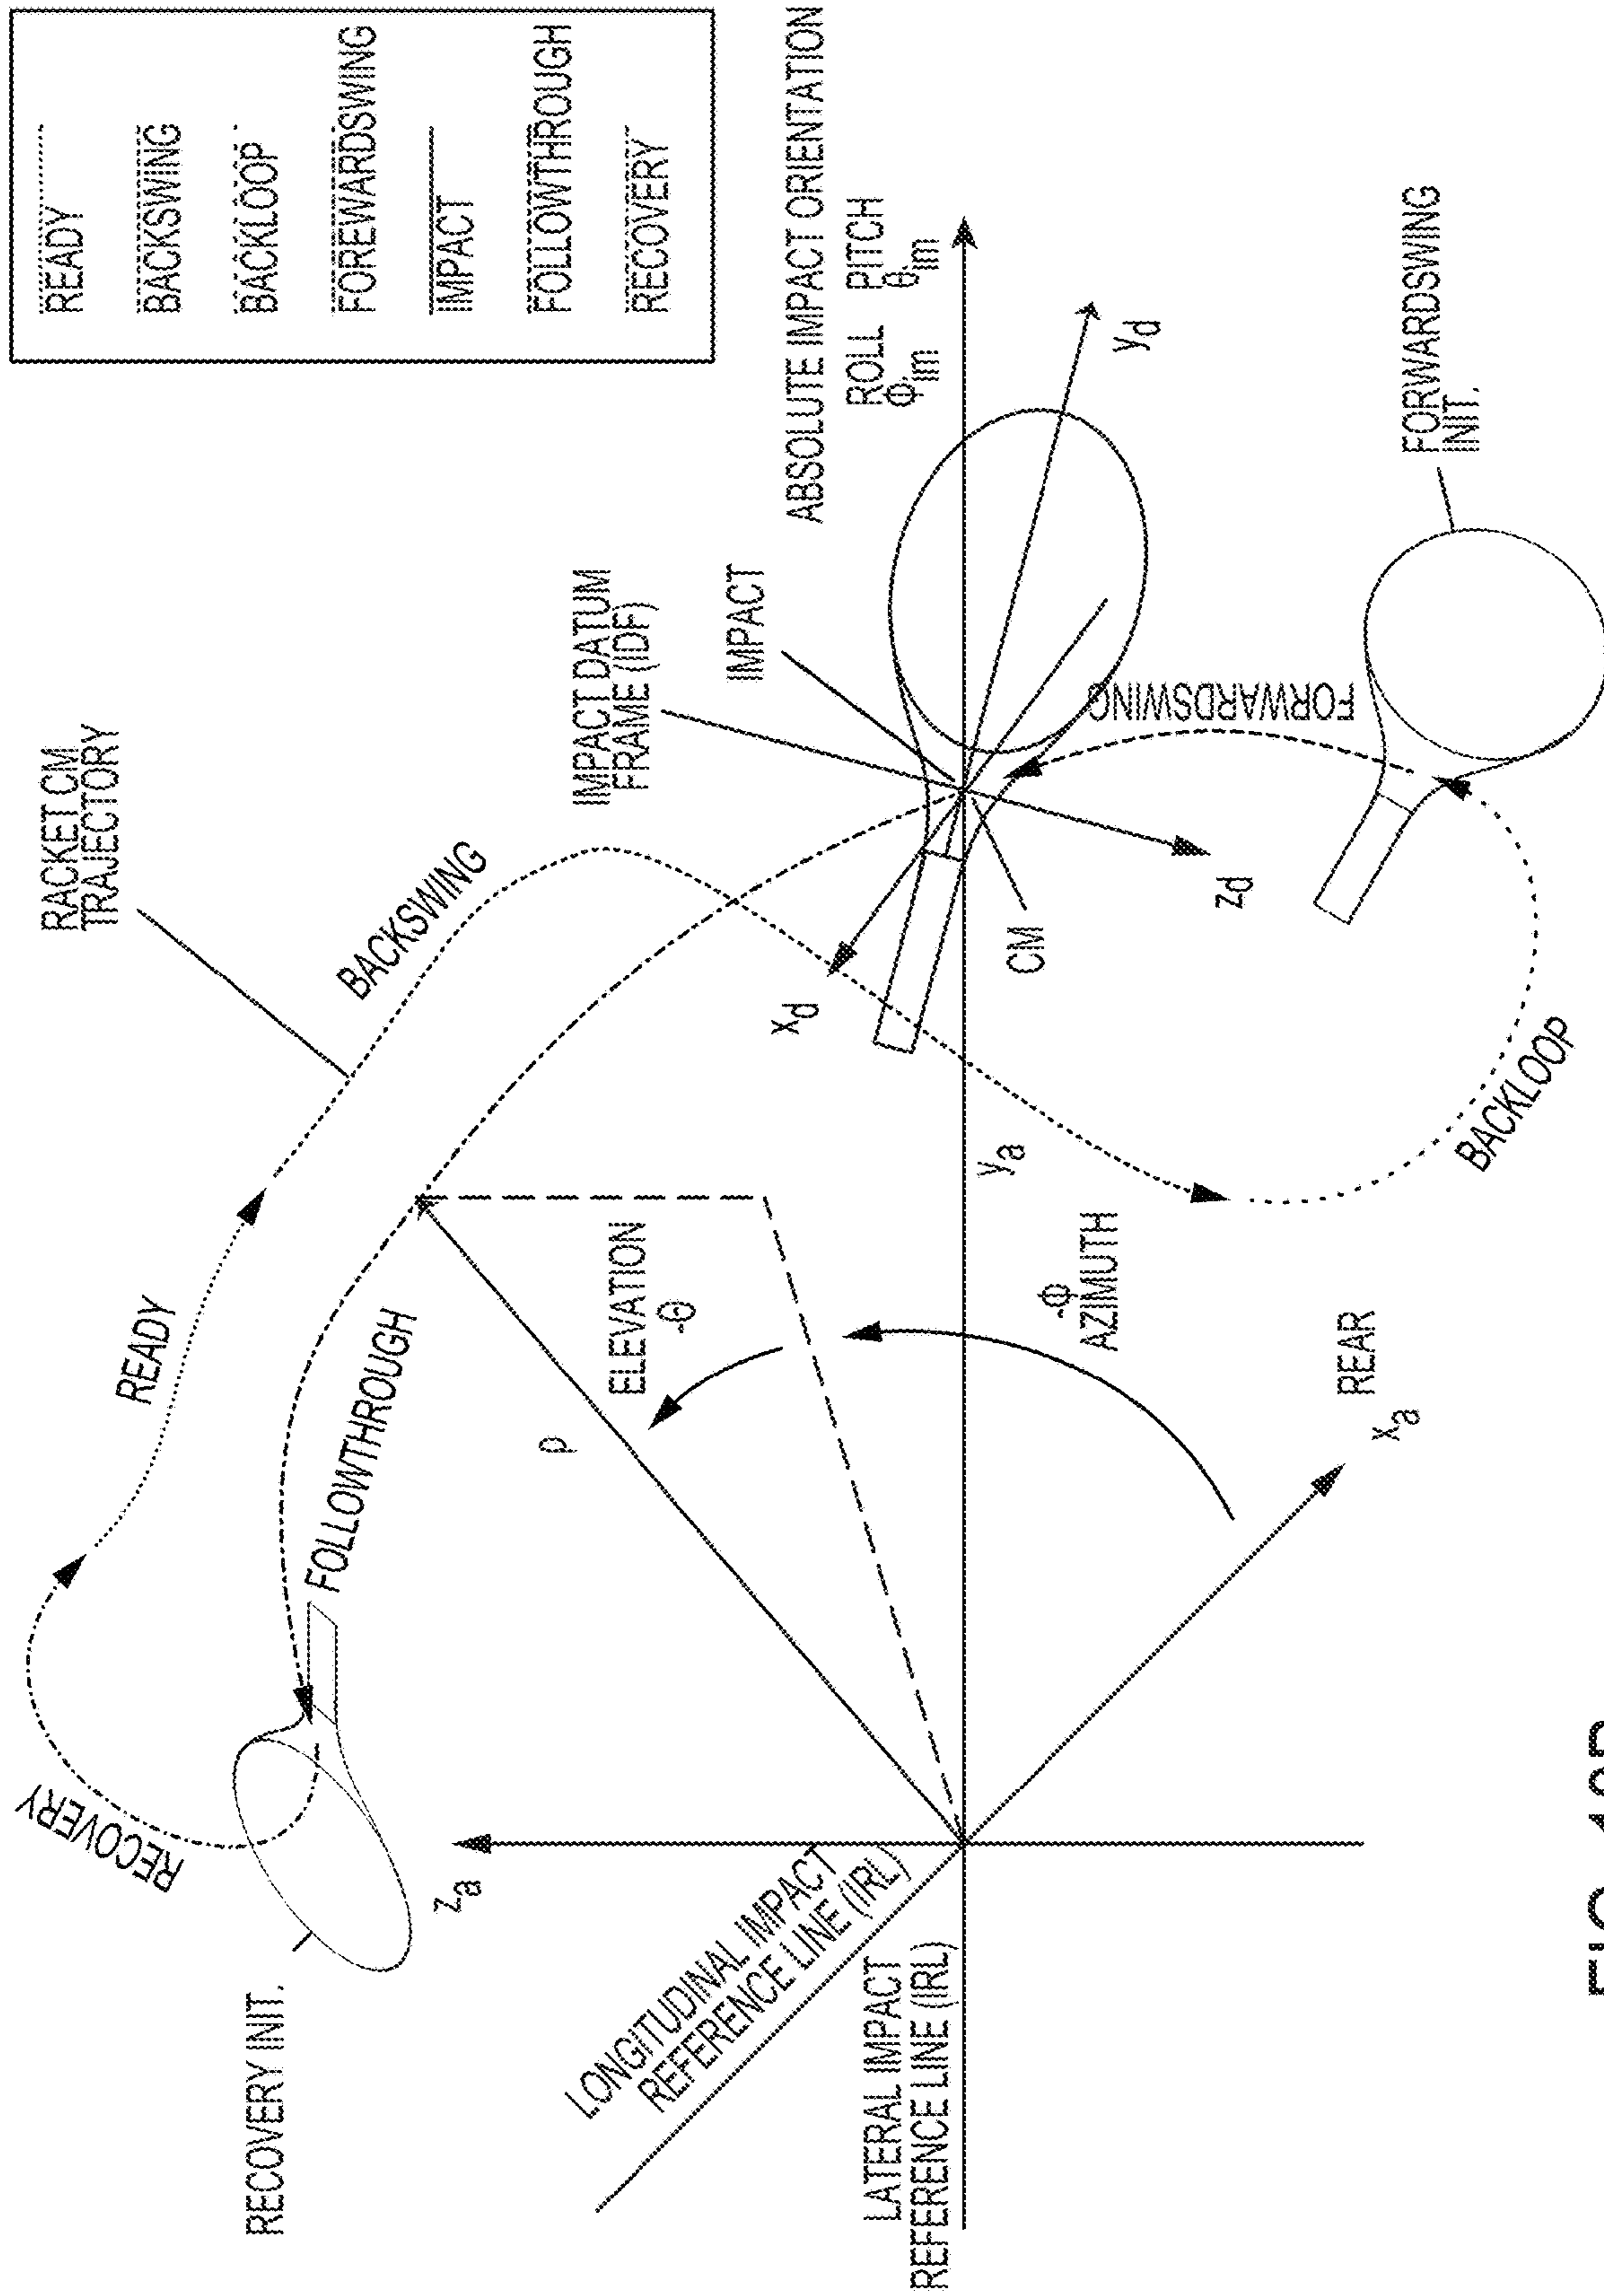 READY
BACKSWING
BACKLOOP
FOREWARDSWING
IMPACT
FOLLOWTHROUGH
RECOVERY
RACKET CM
TRAJECTORY
BACKSWING
READY
RECOVERY
RECOVERY INIT.
FOLLOWTHROUGH
IMPACT DATUM
FRAME (IDF)
IMPACT
ABSOLUTE IMPACT ORIENTATION
ROLL PITCH
Φim θim
yd
xd
zd
CM
FORWARDSWING
FORWARDSWING
INIT.
BACKLOOP
ELEVATION
-Θ
ρ
ya
-Φ
AZIMUTH
REAR
xa
za
LONGITUDINAL IMPACT
REFERENCE LINE (IRL)
LATERAL IMPACT
REFERENCE LINE (IRL)